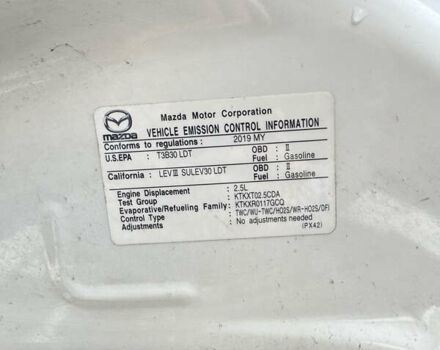 mazda
Mazda Motor Corporation
VEHICLE EMISSION CONTROL INFORMATION
Conforms to regulations : 2019 MY
U.S.EPA : T3B30 LDT OBD : II
Fuel : Gasoline
California : LEVIII SULEV30 LDT OBD : II
Fuel : Gasoline
Engine Displacement : 2.5L
Test Group : KTKXT02.5CDA
Evaporative/Refueling Family : KTKXR0117GCQ
Control Type : TWC/WU-TWC/HO2S/WR-HO2S/DFI
Adjustments : No adjustments needed
(PX42)